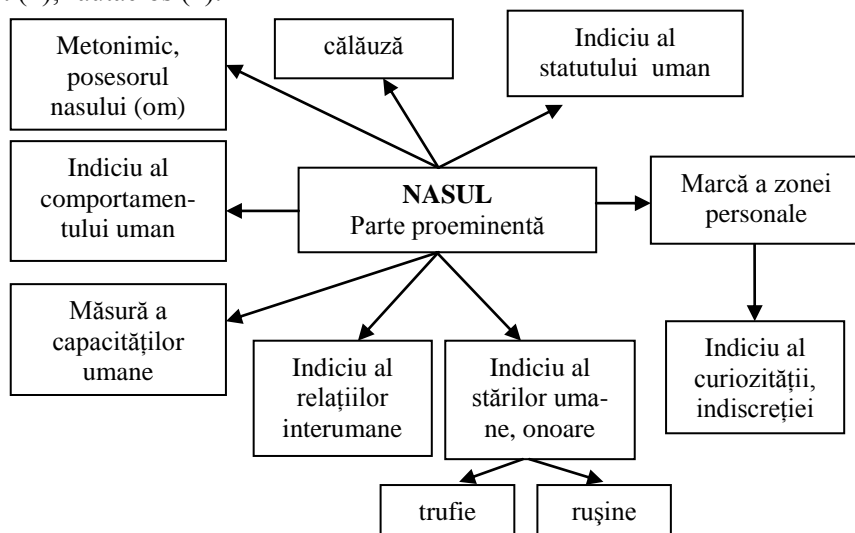 Metonimic,
posesorul
nasului (om)
călăuză
Indiciu al
statutului uman
Indiciu al
comportamen-
tului uman
NASUL
Parte proeminentă
Marcă a zonei
personale
Măsură a
capacităților
umane
Indiciu al
relațiilor
interumane
Indiciu al
stărilor uma-
ne, onoare
Indiciu al
curiozității,
indiscreției
trufie
rușine